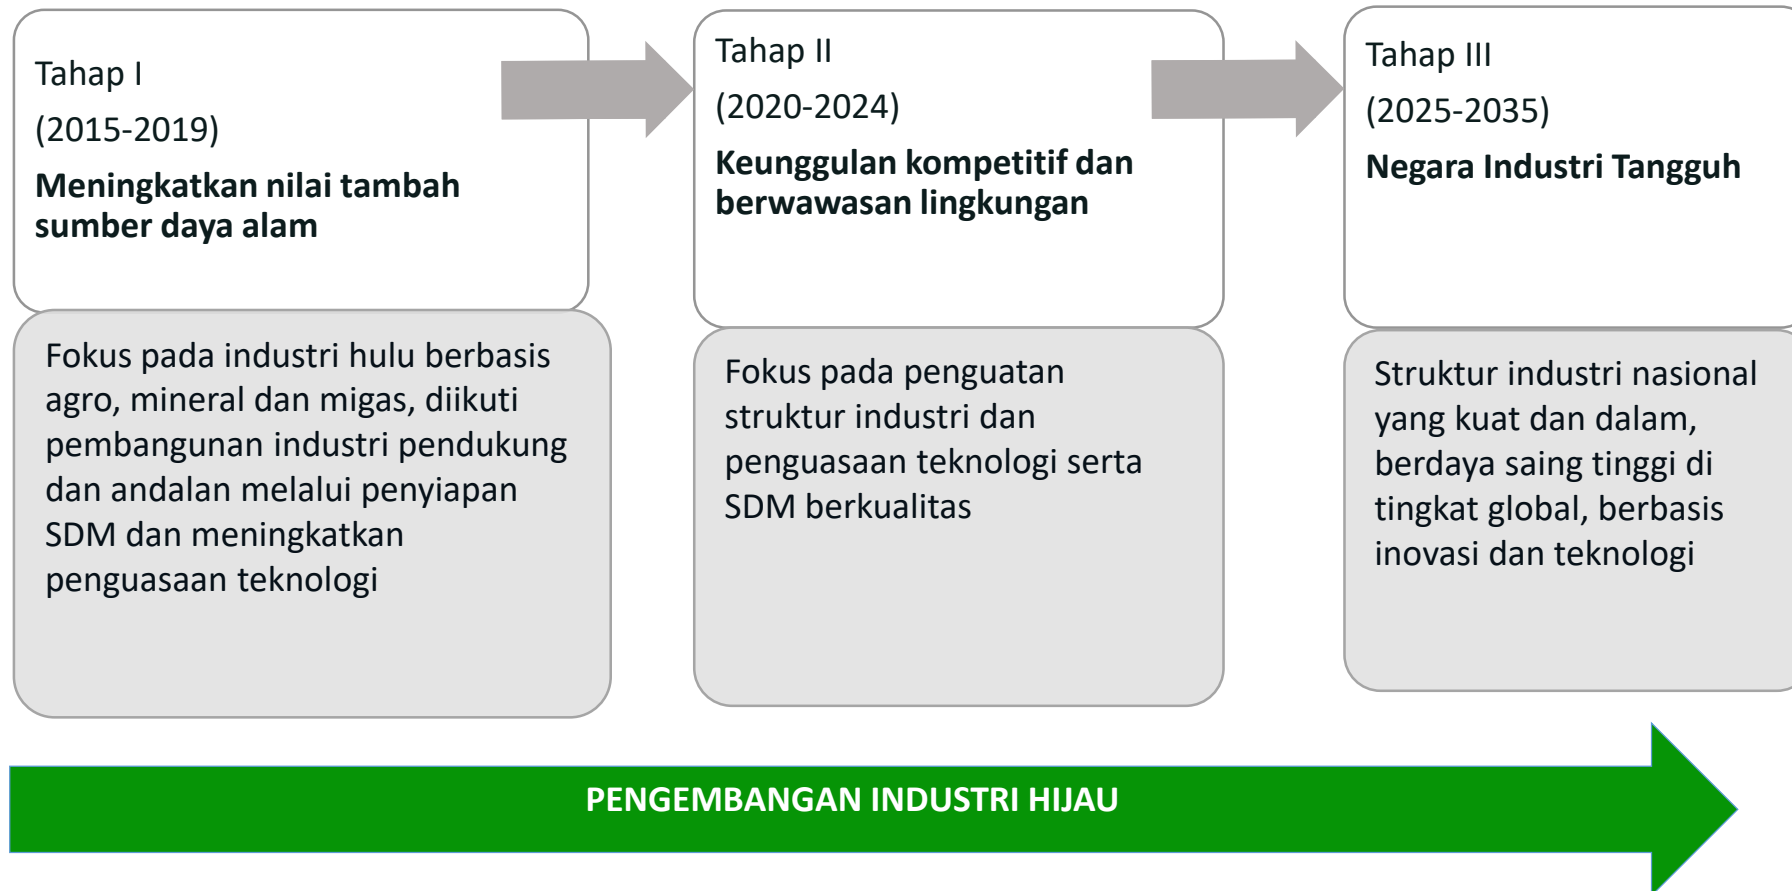 Tahap I
(2015-2019)
Meningkatkan nilai tambah
sumber daya alam
Fokus pada industri hulu berbasis
agro, mineral dan migas, diikuti
pembangunan industri pendukung
dan andalan melalui penyiapan
SDM dan meningkatkan
penguasaan teknologi
Tahap II
(2020-2024)
Keunggulan kompetitif dan
berwawasan lingkungan
Fokus pada penguatan
struktur industri dan
penguasaan teknologi serta
SDM berkualitas
Tahap III
(2025-2035)
Negara Industri Tangguh
Struktur industri nasional
yang kuat dan dalam,
berdaya saing tinggi di
tingkat global, berbasis
inovasi dan teknologi
PENGEMBANGAN INDUSTRI HIJAU